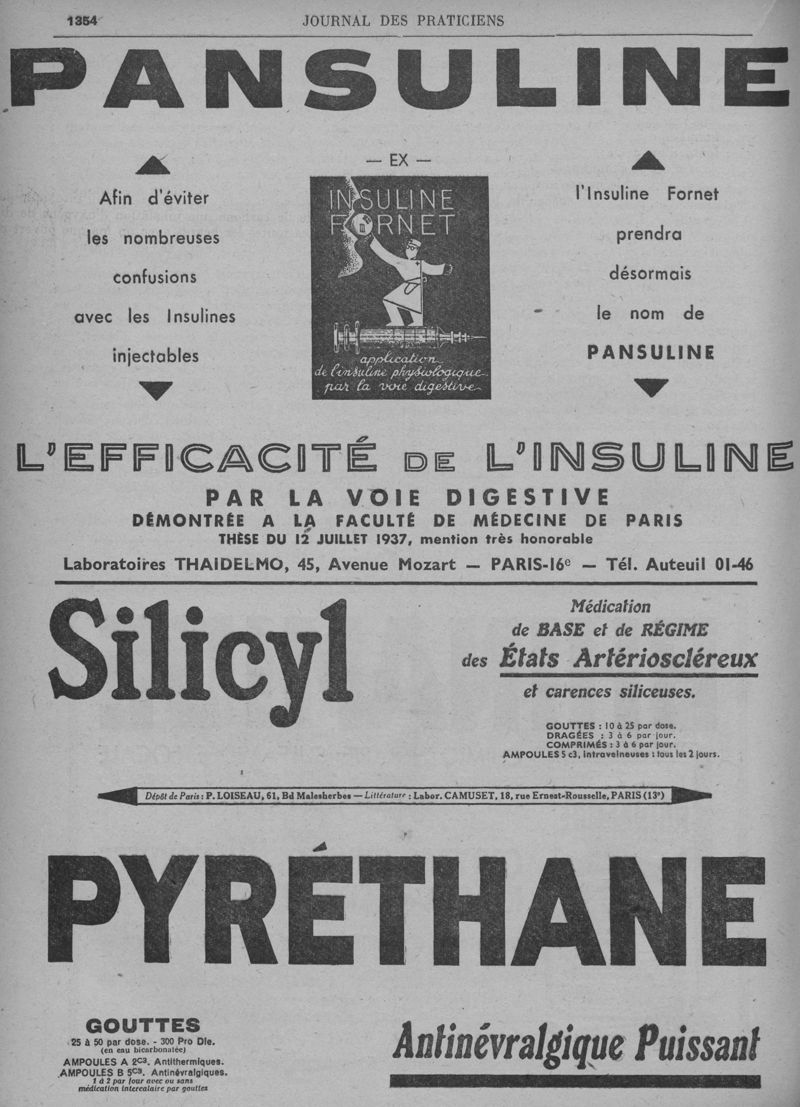 1354
JOURNAL DES PRATICIENS
PANSULINE
Afin d'éviter
les nombreuses
confusions
avec les Insulines
injectables
— EX —
INSULINE
FORNET
application
de l'insuline physiologique
par la voie digestive
l'Insuline Fornet
prendra
désormais
le nom de
PANSULINE
L'EFFICACITÉ DE L'INSULINE
PAR LA VOIE DIGESTIVE
DÉMONTRÉE A LA FACULTÉ DE MÉDECINE DE PARIS
THÈSE DU 12 JUILLET 1937, mention très honorable
Laboratoires THAIDELMO, 45, Avenue Mozart — PARIS-16e — Tél. Auteuil 01-46
Silicyl
Médication
de BASE et de RÉGIME
des États Artérioscléreux
et carences siliceuses.
GOUTTES : 10 à 25 par dose.
DRAGÉES : 3 à 6 par jour.
COMPRIMÉS : 3 à 6 par jour.
AMPOULES 5 c3, intraveineuses : tous les 2 jours.
Dépôt de Paris : P. LOISEAU, 61, Bd Malesherbes — Littérature : Labor. CAMUSET, 18, rue Ernest-Rousselle, PARIS (13e)
PYRÉTHANE
GOUTTES
25 à 50 par dose. - 300 Pro Die.
(en eau bicarbonatée)
AMPOULES A 2c3. Antithermiques.
AMPOULES B 5c3. Antinévralgiques.
1 à 2 par jour avec ou sans
médication intercalaire par gouttes
Antinévralgique Puissant